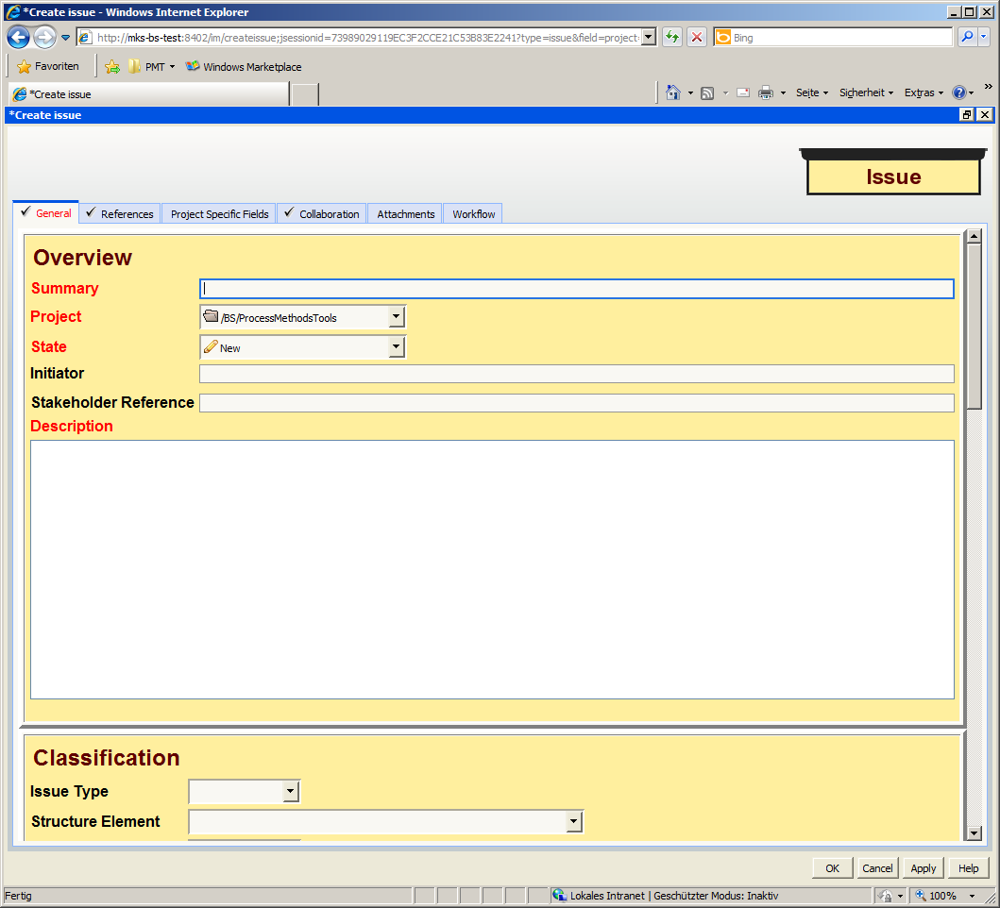 *Create issue - Windows Internet Explorer
http://mks-bs-test:8402/im/createissue;jsessionid=73989029119EC3F2CCE21C53B83E2241?type=issue&field=project
Bing
Favoriten
PMT
Windows Marketplace
*Create issue
Seite
Sicherheit
Extras
*Create issue
Issue
General
References
Project Specific Fields
Collaboration
Attachments
Workflow
Overview
Summary
Project
/BS/ProcessMethodsTools
State
New
Initiator
Stakeholder Reference
Description
Classification
Issue Type
Structure Element
OK
Cancel
Apply
Help
Fertig
Lokales Intranet | Geschützter Modus: Inaktiv
100%